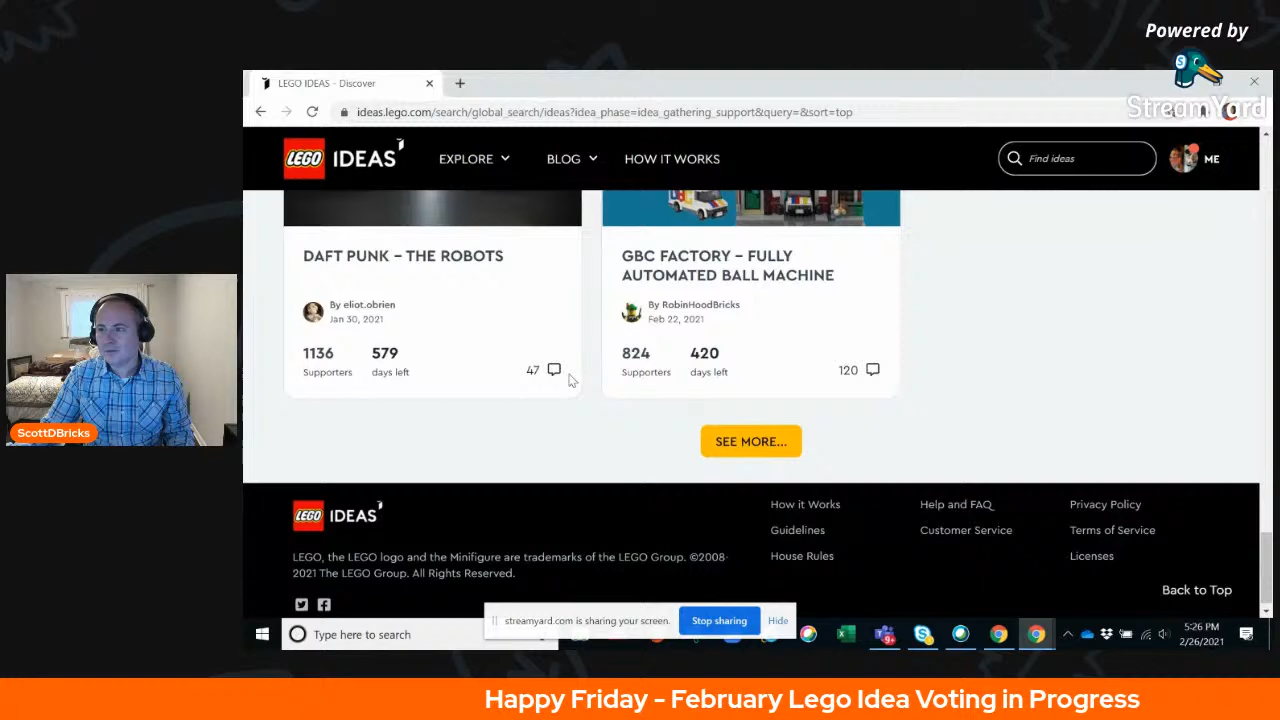 Powered by
StreamYard
LEGO IDEAS - Discover
ideas.lego.com/search/global_search/ideas?idea_phase=idea_gathering_support&query=&sort=top
LEGO IDEAS EXPLORE BLOG HOW IT WORKS Find ideas ME
DAFT PUNK – THE ROBOTS
By eliot.obrien
Jan 30, 2021
1136 579
Supporters days left
47
GBC FACTORY – FULLY
AUTOMATED BALL MACHINE
By RobinHoodBricks
Feb 22, 2021
824 420
Supporters days left
120
SEE MORE...
ScottDBricks
LEGO IDEAS
LEGO, the LEGO logo and the Minifigure are trademarks of the LEGO Group. ©2008-
2021 The LEGO Group. All Rights Reserved.
How it Works
Guidelines
House Rules
Help and FAQ
Customer Service
Privacy Policy
Terms of Service
Licenses
Back to Top
streamyard.com is sharing your screen. Stop sharing Hide
Type here to search
9+
5:26 PM
2/26/2021
Happy Friday - February Lego Idea Voting in Progress